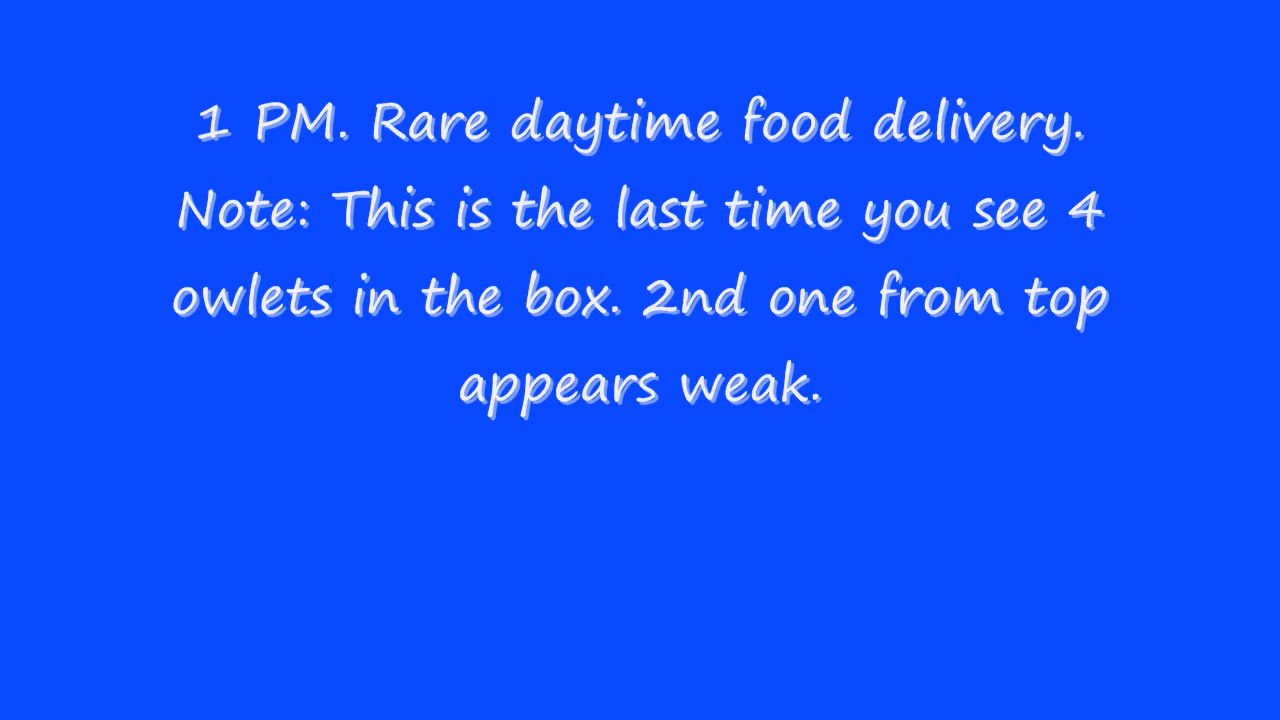 1 PM. Rare daytime food delivery.
Note: This is the last time you see 4
owlets in the box. 2nd one from top
appears weak.